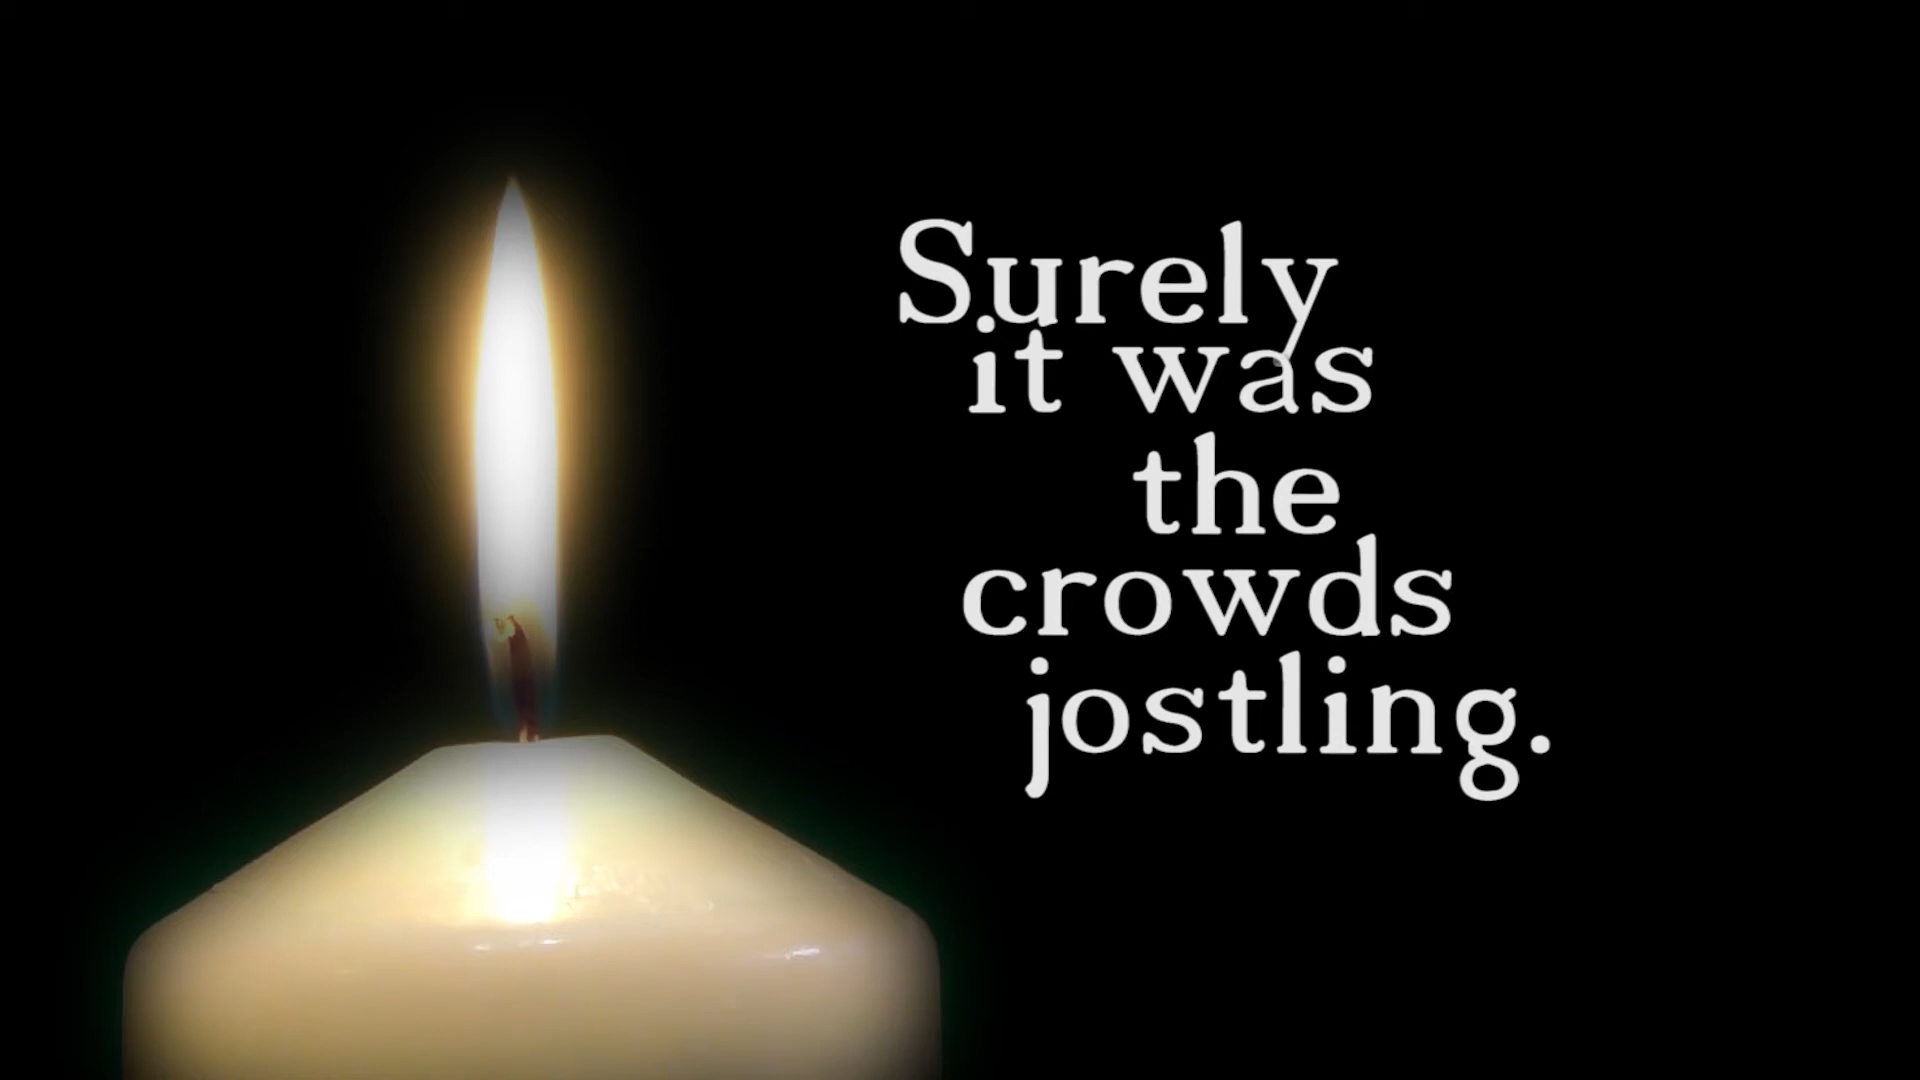 Surely
it was
the
crowds
jostling.